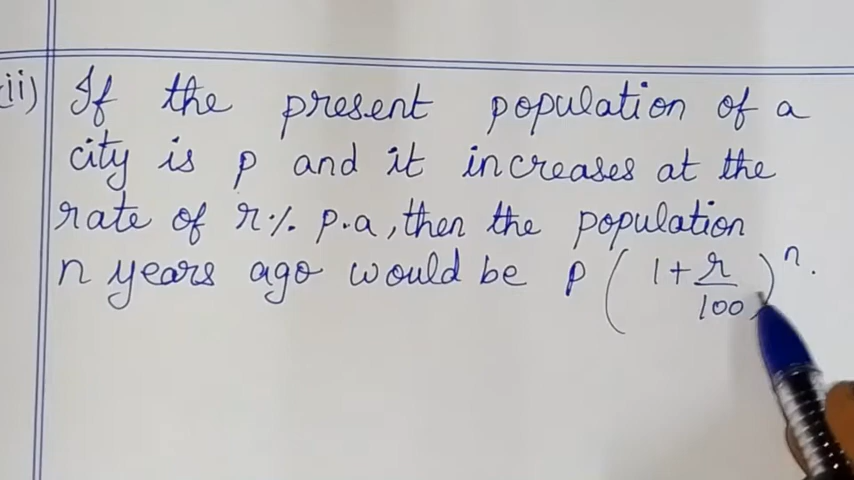 (ii) If the present population of a
city is p and it increases at the
rate of r% p.a, then the population
n years ago would be p(1+r/100)^n.